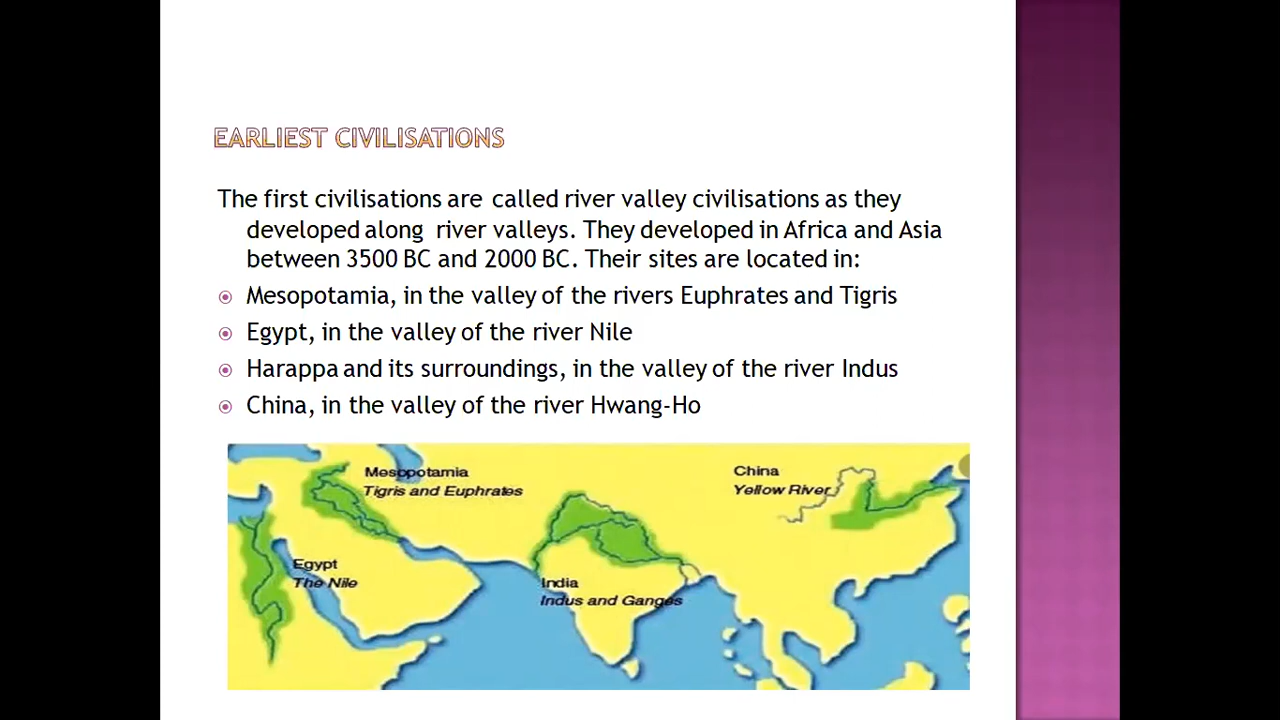 EARLIEST CIVILISATIONS
The first civilisations are called river valley civilisations as they
developed along river valleys. They developed in Africa and Asia
between 3500 BC and 2000 BC. Their sites are located in:
Mesopotamia, in the valley of the rivers Euphrates and Tigris
Egypt, in the valley of the river Nile
Harappa and its surroundings, in the valley of the river Indus
China, in the valley of the river Hwang-Ho
Mesopotamia
Tigris and Euphrates
China
Yellow River
Egypt
The Nile
India
Indus and Ganges